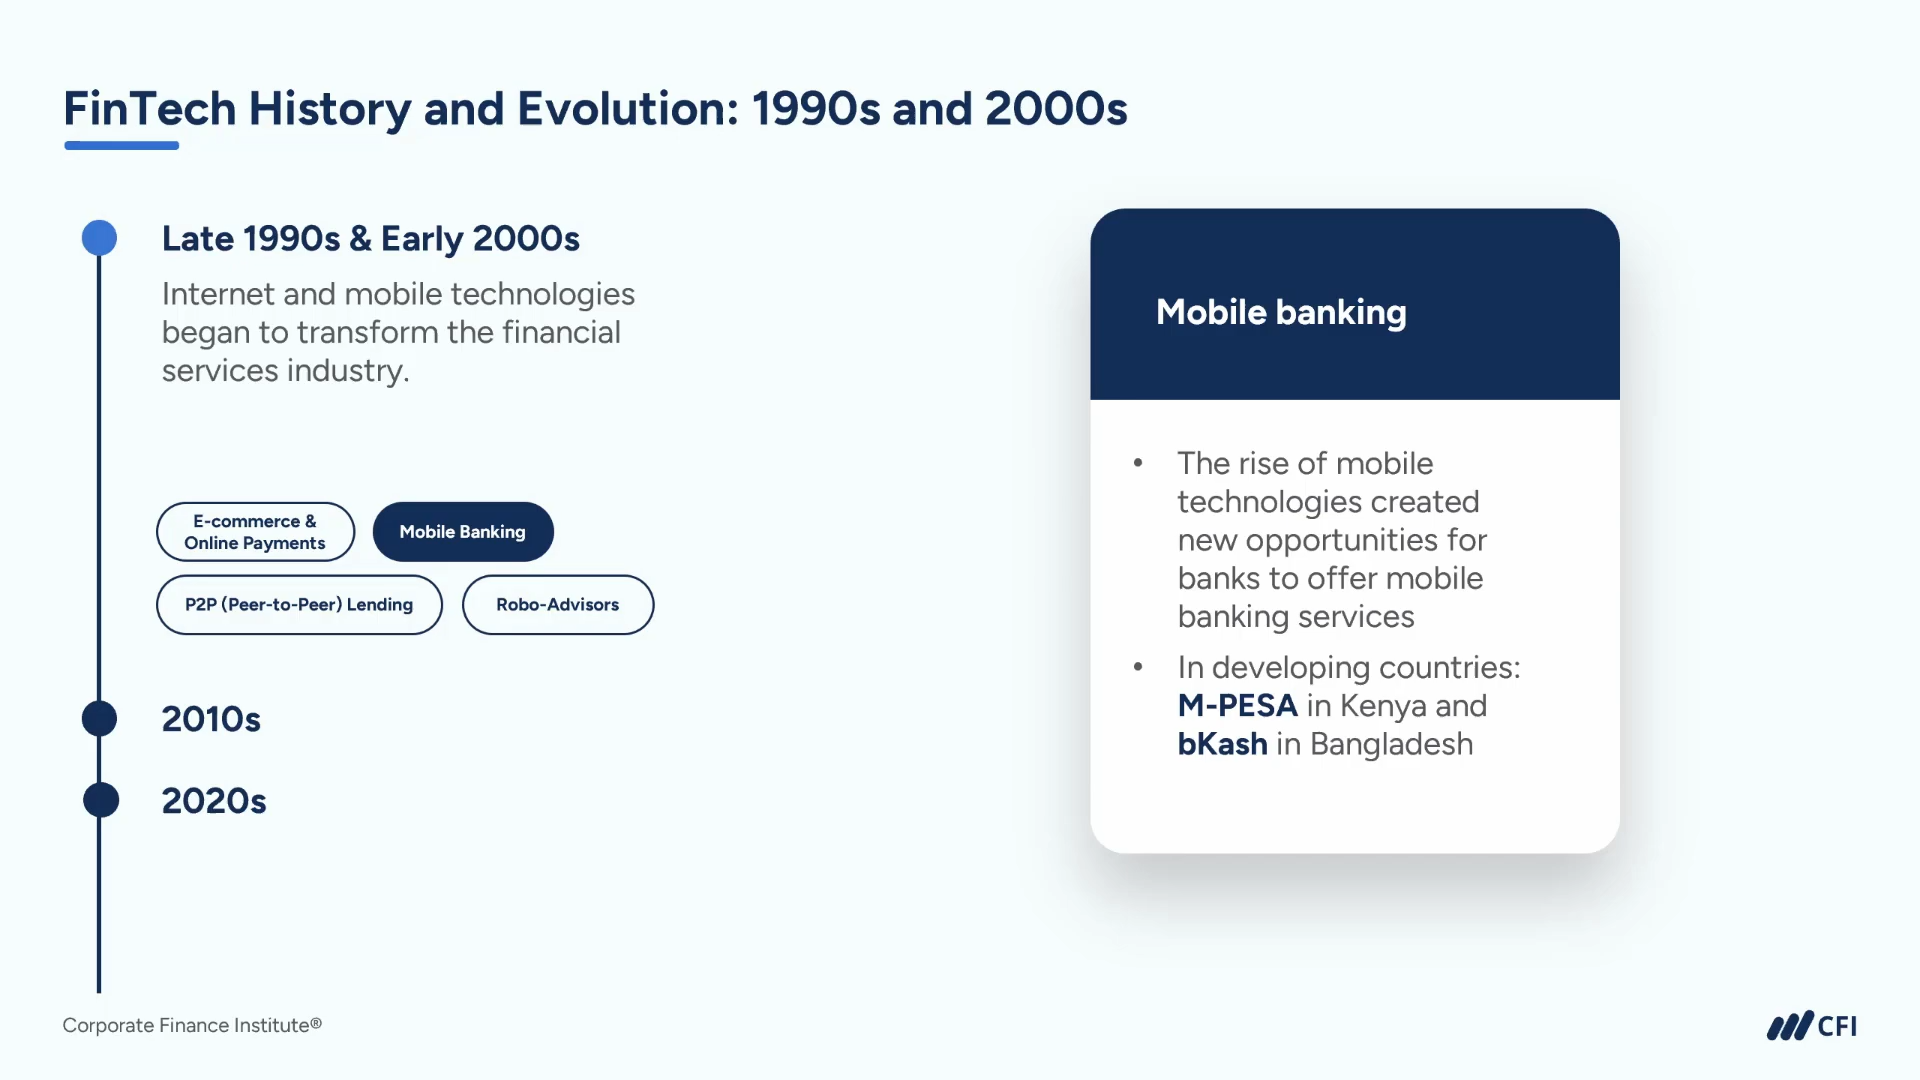 FinTech History and Evolution: 1990s and 2000s
Late 1990s & Early 2000s
Internet and mobile technologies
began to transform the financial
services industry.
E-commerce &
Online Payments
Mobile Banking
P2P (Peer-to-Peer) Lending
Robo-Advisors
2010s
2020s
Mobile banking
• The rise of mobile
technologies created
new opportunities for
banks to offer mobile
banking services
• In developing countries:
M-PESA in Kenya and
bKash in Bangladesh
Corporate Finance Institute®
CFI